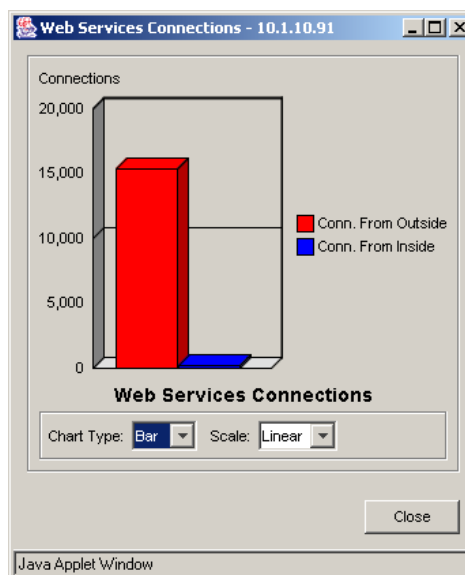 Web Services Connections - 10.1.10.91
Connections
20,000
15,000
10,000
5,000
0
Conn. From Outside
Conn. From Inside
Web Services Connections
Chart Type: Bar Scale: Linear
Close
Java Applet Window